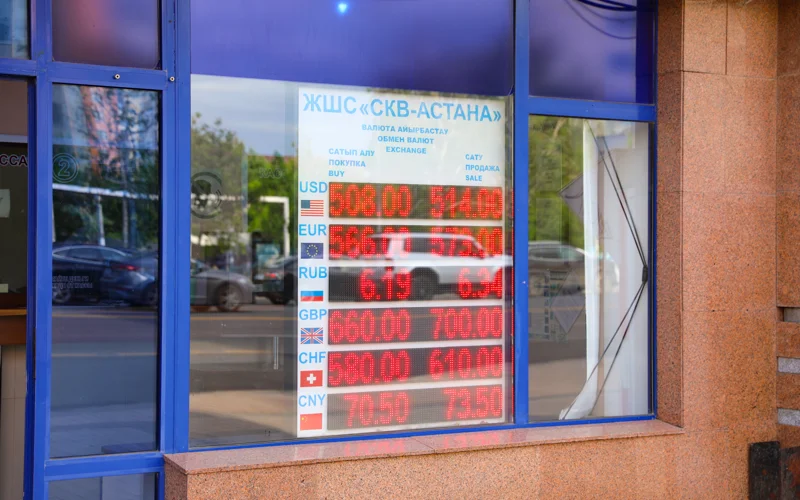 ЖШС «СКВ-АСТАНА»
ВАЛЮТА АЙЫРБАСТАУ
ОБМЕН ВАЛЮТ
EXCHANGE
САТЫП АЛУ САТУ
ПОКУПКА ПРОДАЖА
BUY SALE
USD 508.00 514.00
EUR
RUB 6.19 6.34
GBP 660.00 700.00
CHF 580.00 610.00
CNY 70.50 73.50
ССА
2